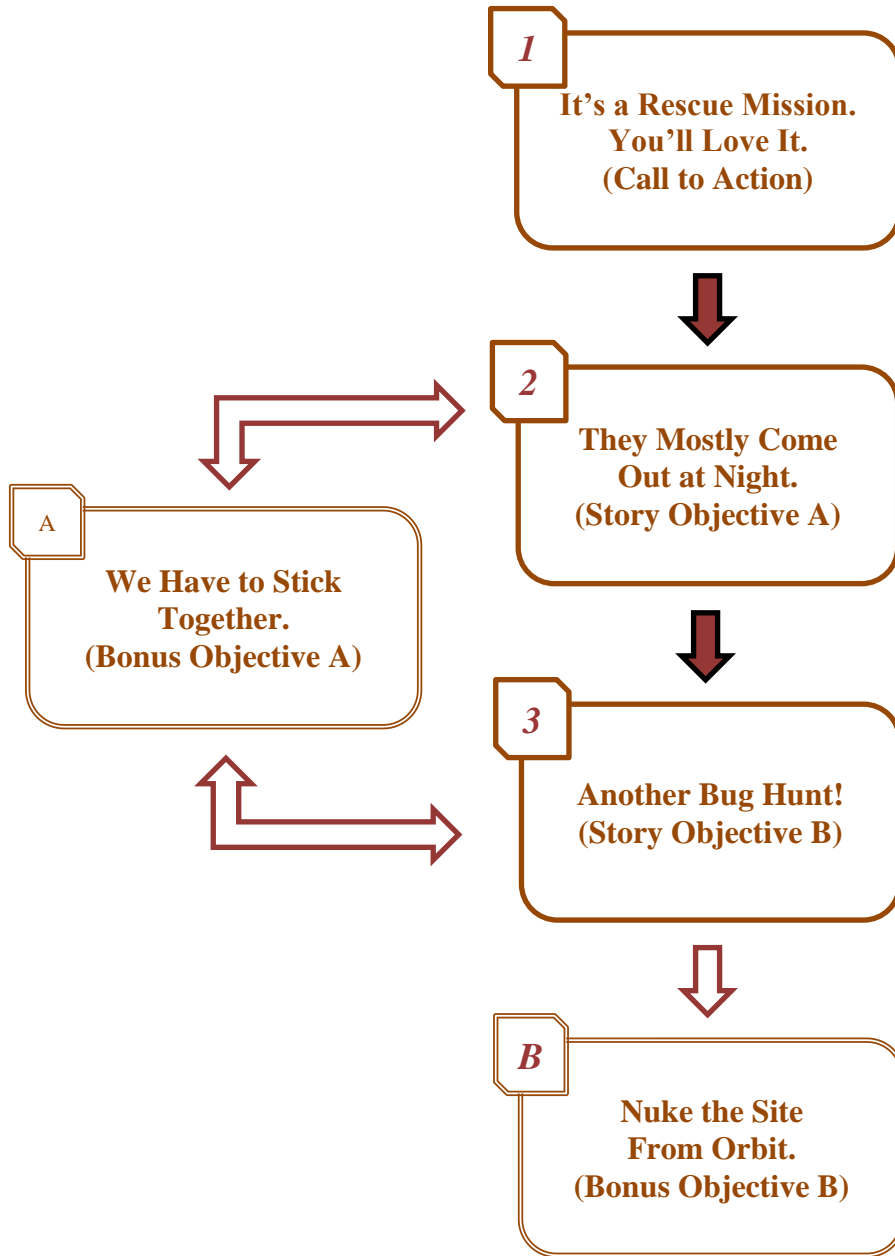 1
It’s a Rescue Mission.
You’ll Love It.
(Call to Action)
2
They Mostly Come
Out at Night.
(Story Objective A)
A
We Have to Stick
Together.
(Bonus Objective A)
3
Another Bug Hunt!
(Story Objective B)
B
Nuke the Site
From Orbit.
(Bonus Objective B)